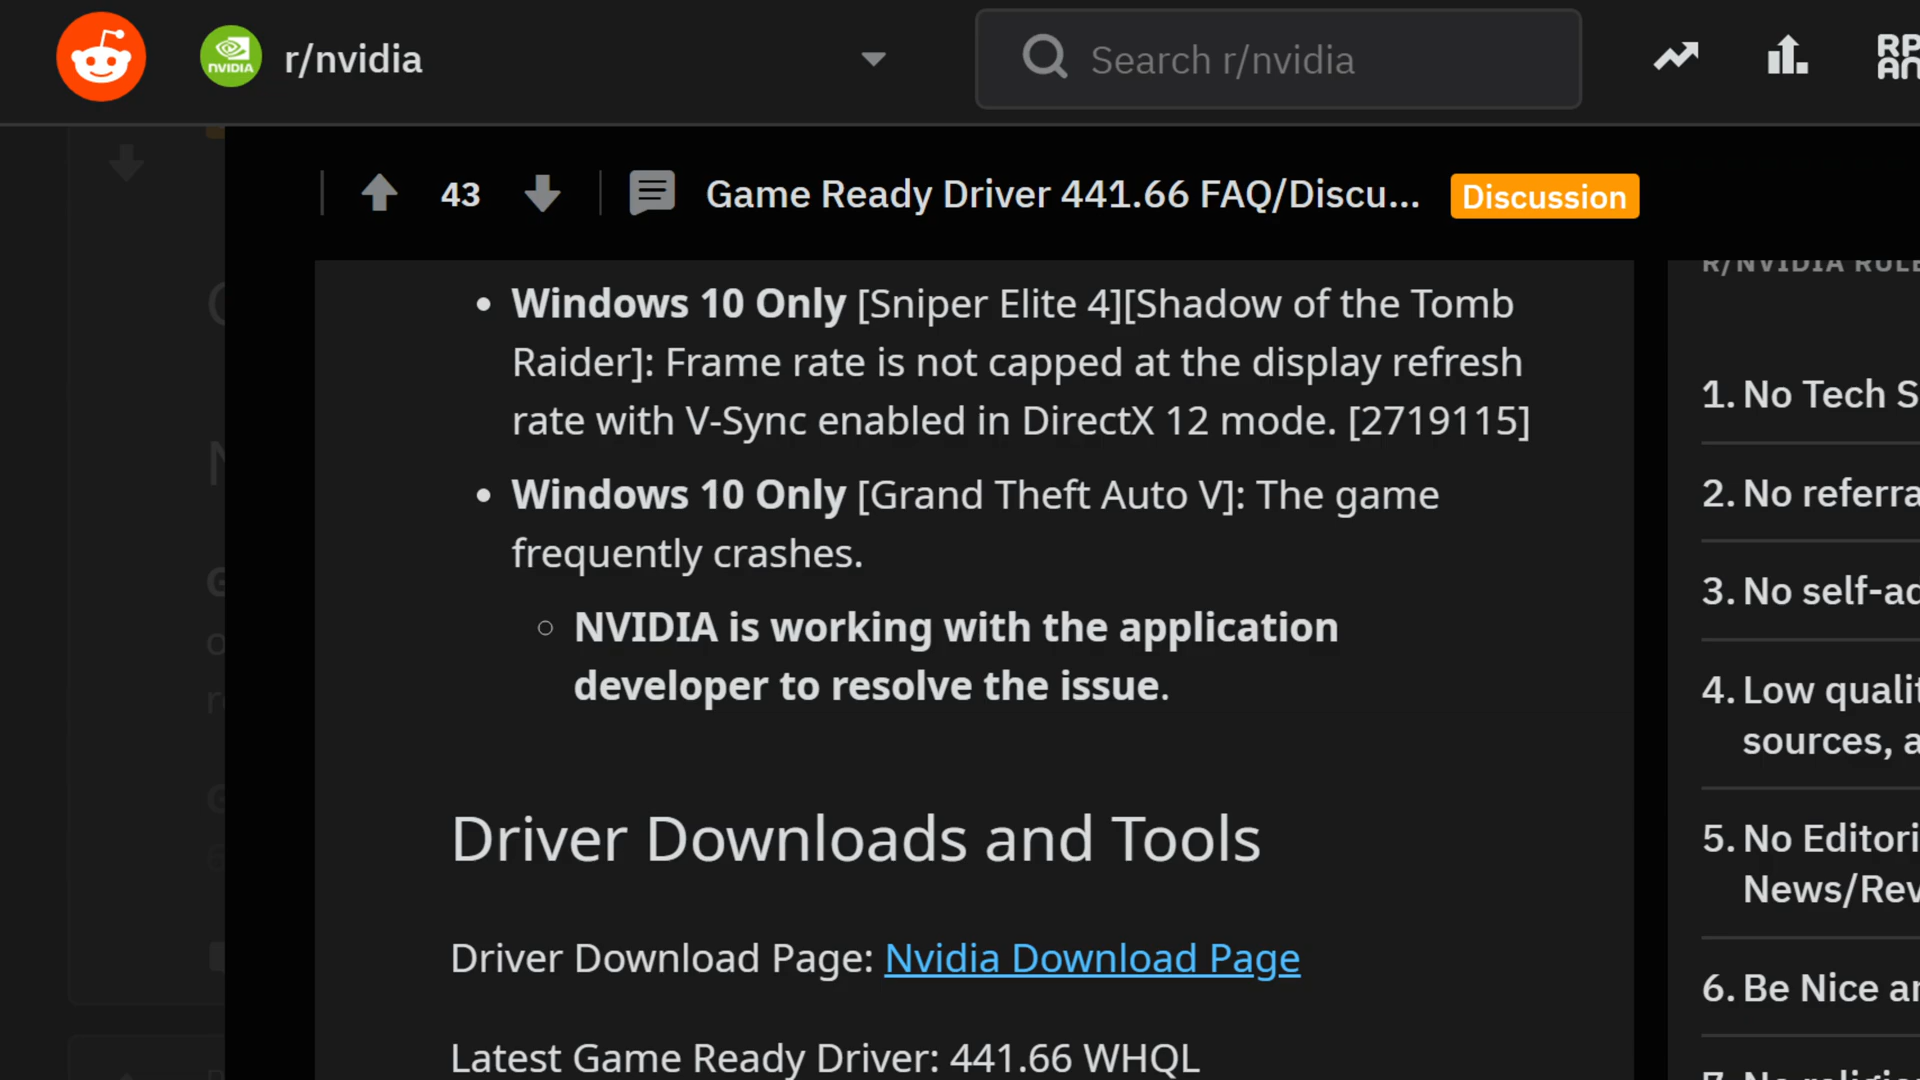 NVIDIA
r/nvidia
Search r/nvidia
43
Game Ready Driver 441.66 FAQ/Discu...
Discussion
Windows 10 Only [Sniper Elite 4][Shadow of the Tomb
Raider]: Frame rate is not capped at the display refresh
rate with V-Sync enabled in DirectX 12 mode. [2719115]
Windows 10 Only [Grand Theft Auto V]: The game
frequently crashes.
NVIDIA is working with the application
developer to resolve the issue.
Driver Downloads and Tools
Driver Download Page: Nvidia Download Page
Latest Game Ready Driver: 441.66 WHQL
R/NVIDIA RULE
1. No Tech S
2. No referra
3. No self-ad
4. Low qualit
sources, a
5. No Editori
News/Rev
6. Be Nice an